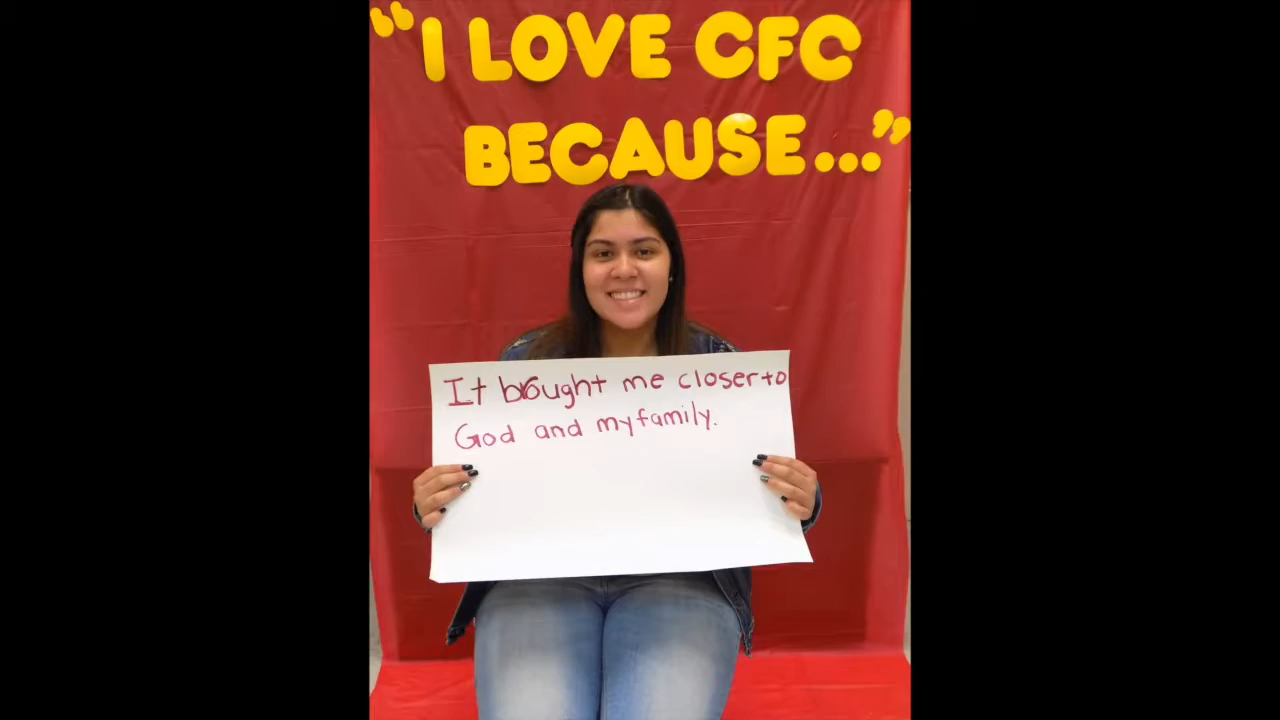 “I LOVE CFC
BECAUSE...”
It brought me closer to
God and my family.